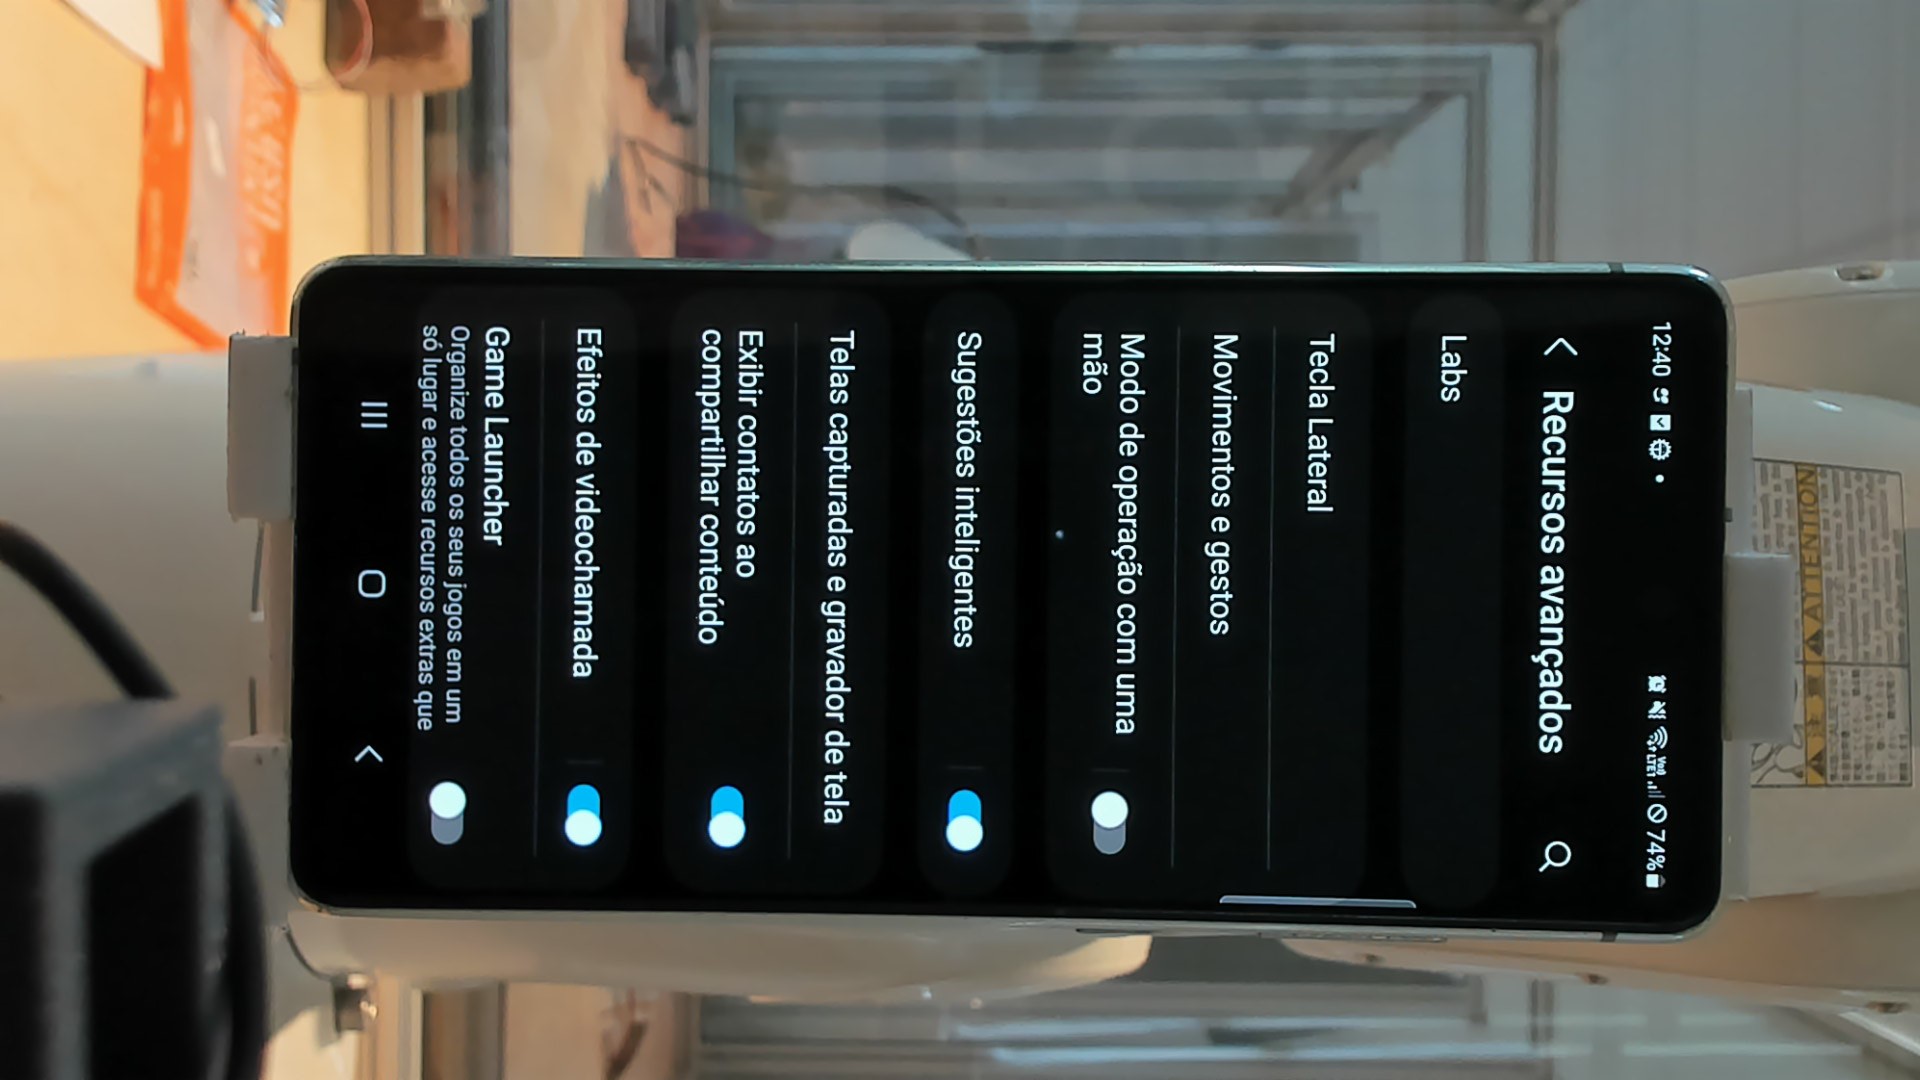 12:40
LTE1
74%
Recursos avançados
Labs
Tecla Lateral
Movimentos e gestos
Modo de operação com uma
mão
Sugestões inteligentes
Telas capturadas e gravador de tela
Exibir contatos ao
compartilhar conteúdo
Efeitos de videochamada
Game Launcher
Organize todos os seus jogos em um
só lugar e acesse recursos extras que
ATTENTION